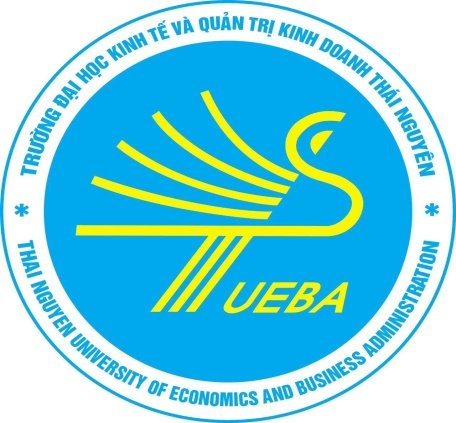 TRƯỜNG ĐẠI HỌC KINH TẾ VÀ QUẢN TRỊ KINH DOANH THÁI NGUYÊN
UEBA
* THAI NGUYEN UNIVERSITY OF ECONOMICS AND BUSINESS ADMINISTRATION *